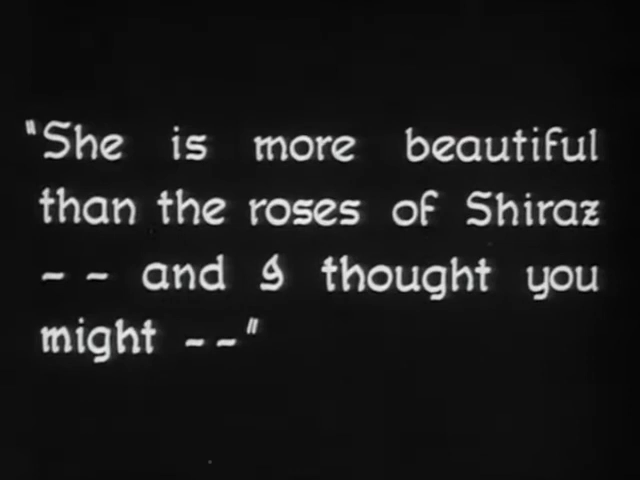 "She is more beautiful
than the roses of Shiraz
-- and I thought you
might --"